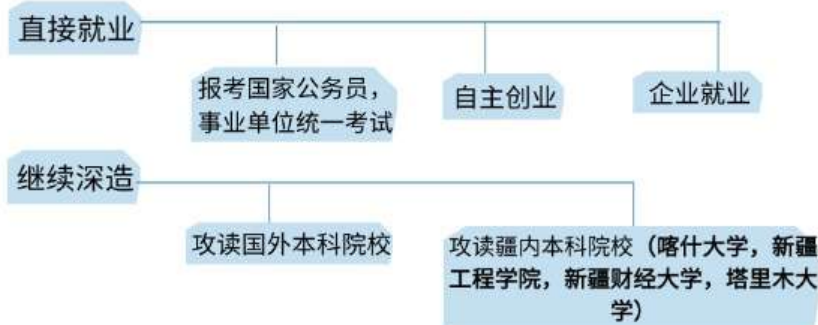 直接就业
报考国家公务员，
事业单位统一考试
自主创业
企业就业
继续深造
攻读国外本科院校
攻读疆内本科院校（喀什大学，新疆
工程学院，新疆财经大学，塔里木大
学）